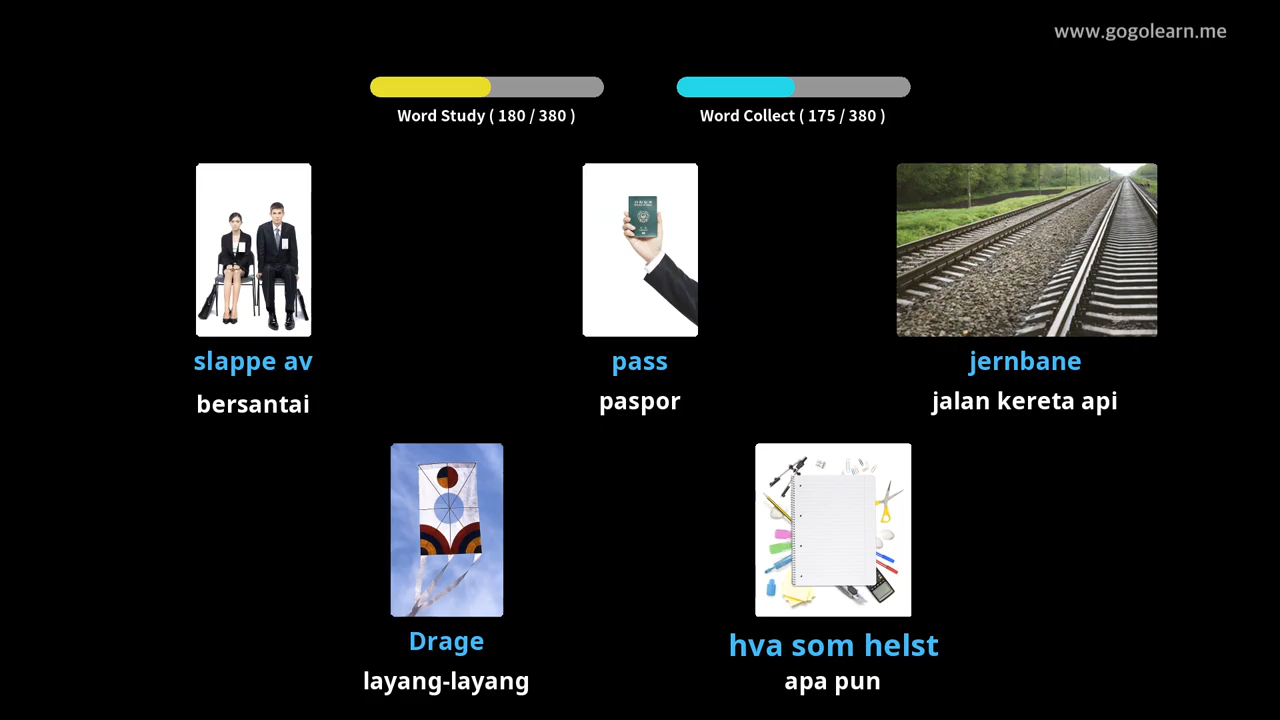 www.gogolearn.me
Word Study ( 180 / 380 )
Word Collect ( 175 / 380 )
slappe av
pass
jernbane
bersantai
paspor
jalan kereta api
Drage
hva som helst
layang-layang
apa pun